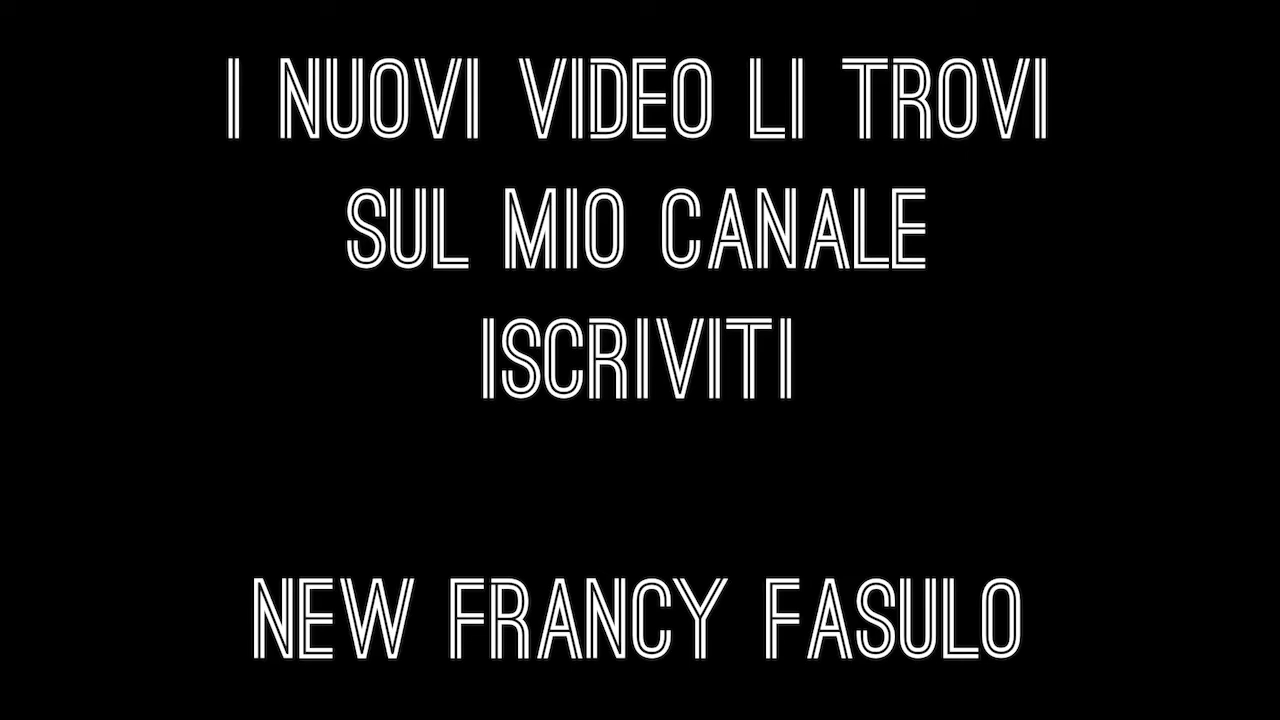 I NUOVI VIDEO LI TROVI
SUL MIO CANALE
ISCRIVITI
NEW FRANCY FASULO